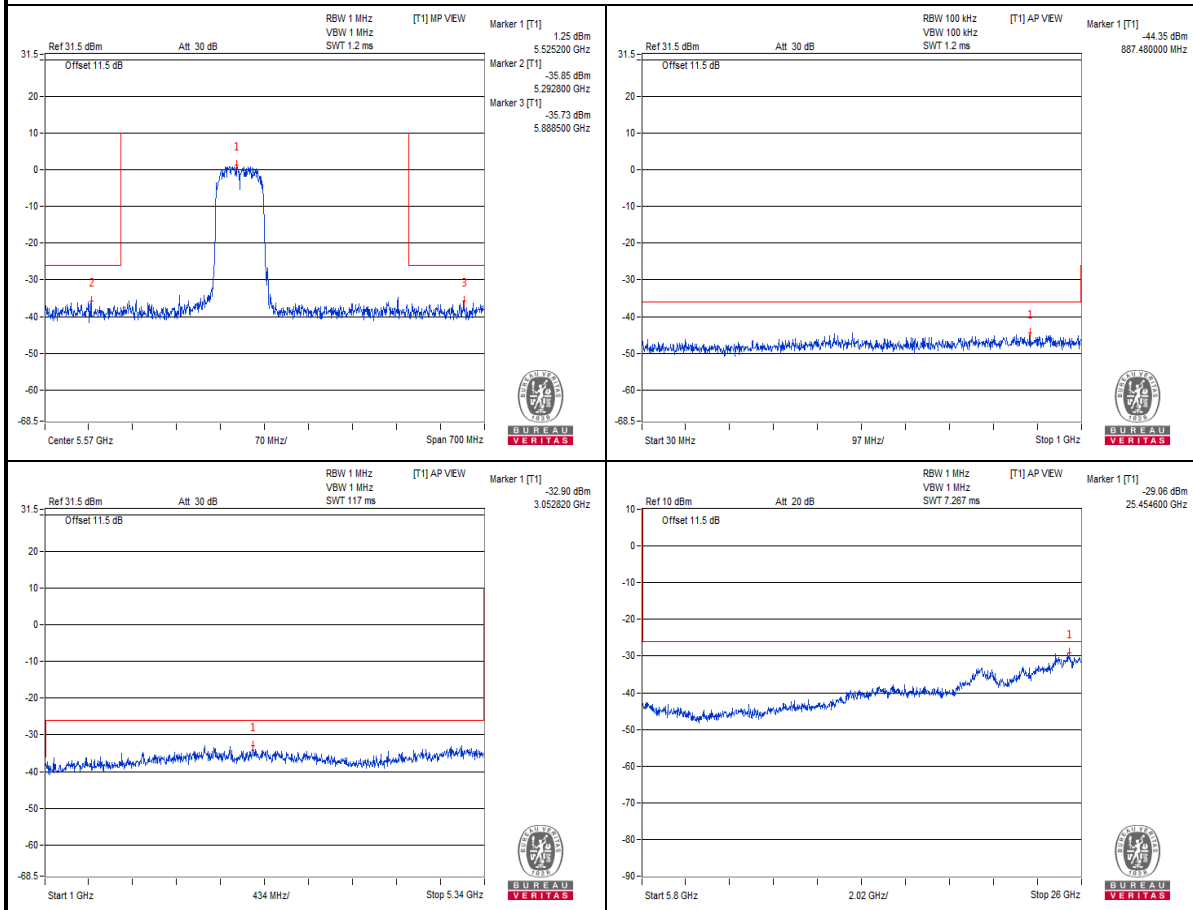 RBW 1 MHz [T1] MP VIEW
VBW 1 MHz
Ref 31.5 dBm Att 30 dB SWT 1.2 ms
Marker 1 [T1]
1.25 dBm
5.525200 GHz
Marker 2 [T1]
-35.85 dBm
5.292800 GHz
Marker 3 [T1]
-35.73 dBm
5.888500 GHz
31.5
Offset 11.5 dB
20
10
1
0
-10
-20
2 3
-30
-40
-50
-60
-68.5
Center 5.57 GHz 70 MHz/ Span 700 MHz
BUREAU VERITAS
1828
BUREAU
VERITAS
RBW 100 kHz [T1] AP VIEW
VBW 100 kHz
Ref 31.5 dBm Att 30 dB SWT 1.2 ms
Marker 1 [T1]
-44.35 dBm
887.480000 MHz
31.5
Offset 11.5 dB
20
10
0
-10
-20
-30
1
-40
-50
-60
-68.5
Start 30 MHz 97 MHz/ Stop 1 GHz
BUREAU VERITAS
1828
BUREAU
VERITAS
RBW 1 MHz [T1] AP VIEW
VBW 1 MHz
Ref 31.5 dBm Att 30 dB SWT 117 ms
Marker 1 [T1]
-32.90 dBm
3.052820 GHz
31.5
Offset 11.5 dB
20
10
0
-10
-20
1
-30
-40
-50
-60
-68.5
Start 1 GHz 434 MHz/ Stop 5.34 GHz
BUREAU VERITAS
1828
BUREAU
VERITAS
RBW 1 MHz [T1] AP VIEW
VBW 1 MHz
Ref 10 dBm Att 20 dB SWT 7.267 ms
Marker 1 [T1]
-29.06 dBm
25.454600 GHz
10
Offset 11.5 dB
0
-10
-20
1
-30
-40
-50
-60
-70
-80
-90
Start 5.8 GHz 2.02 GHz/ Stop 26 GHz
BUREAU VERITAS
1828
BUREAU
VERITAS